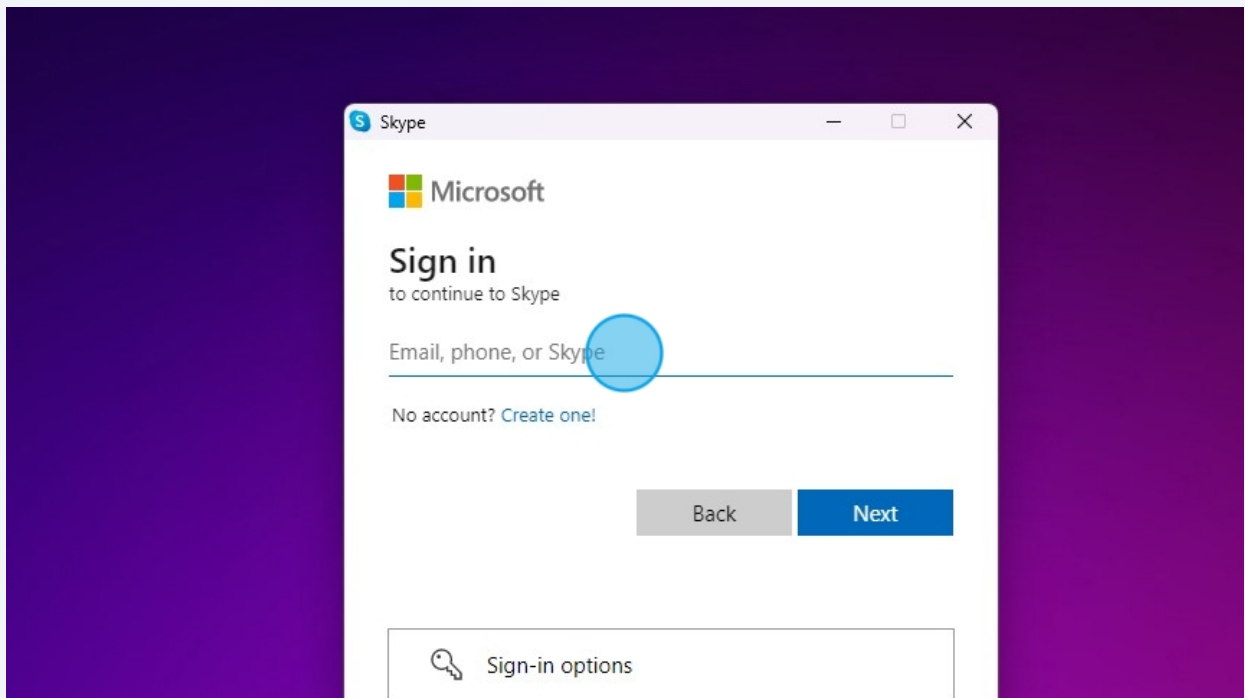 Skype
Microsoft
Sign in
to continue to Skype
Email, phone, or Skype
No account? Create one!
Back Next
Sign-in options